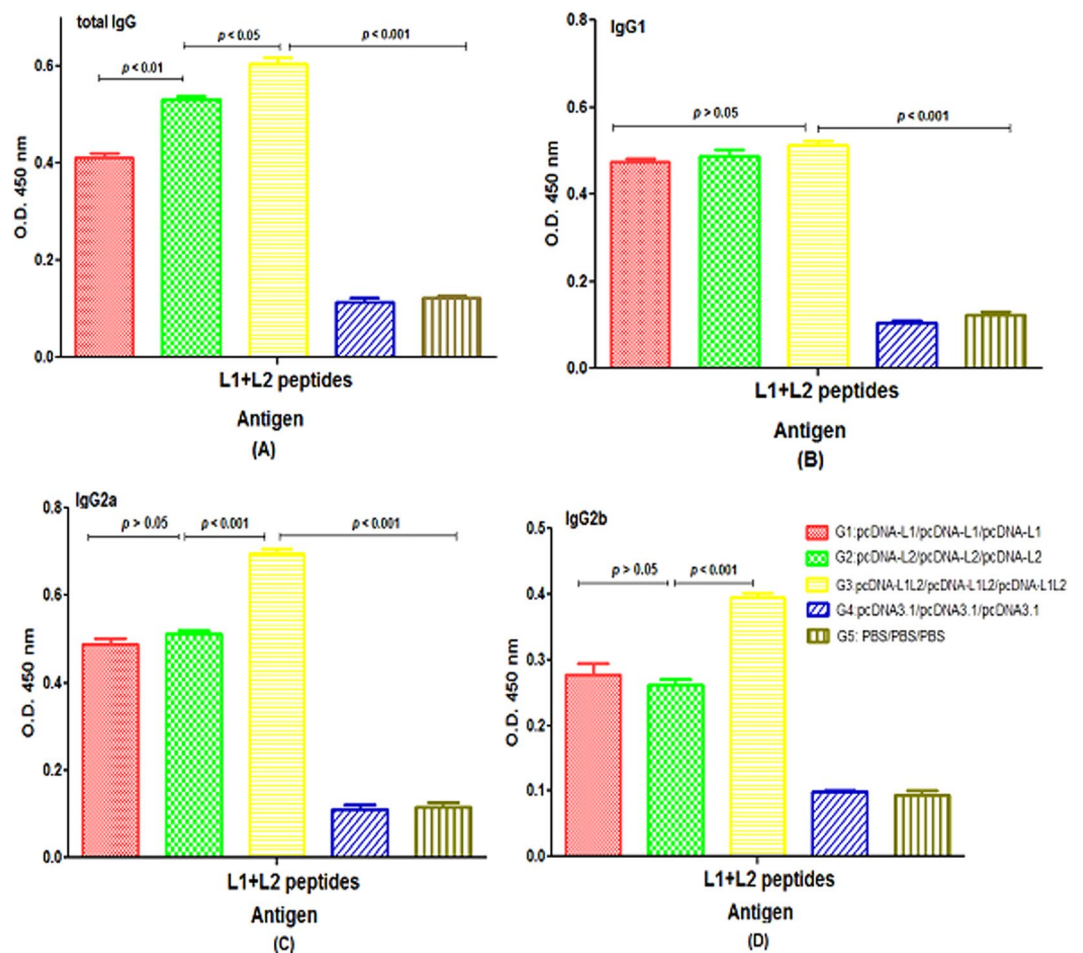 total IgG
p < 0.01
p < 0.05
p < 0.001
O.D. 450 nm
0.6
0.4
0.2
0.0
L1+L2 peptides
Antigen
(A)
IgG1
p > 0.05
p < 0.001
O.D. 450 nm
0.8
0.6
0.4
0.2
0.0
L1+L2 peptides
Antigen
(B)
IgG2a
p > 0.05
p < 0.001
p < 0.001
O.D. 450 nm
0.8
0.6
0.4
0.2
0.0
L1+L2 peptides
Antigen
(C)
IgG2b
p > 0.05
p < 0.001
O.D. 450 nm
0.5
0.4
0.3
0.2
0.1
0.0
L1+L2 peptides
Antigen
(D)
G1:pcDNA-L1/pcDNA-L1/pcDNA-L1
G2:pcDNA-L2/pcDNA-L2/pcDNA-L2
G3:pcDNA-L1L2/pcDNA-L1L2/pcDNA-L1L2
G4:pcDNA3.1/pcDNA3.1/pcDNA3.1
G5: PBS/PBS/PBS